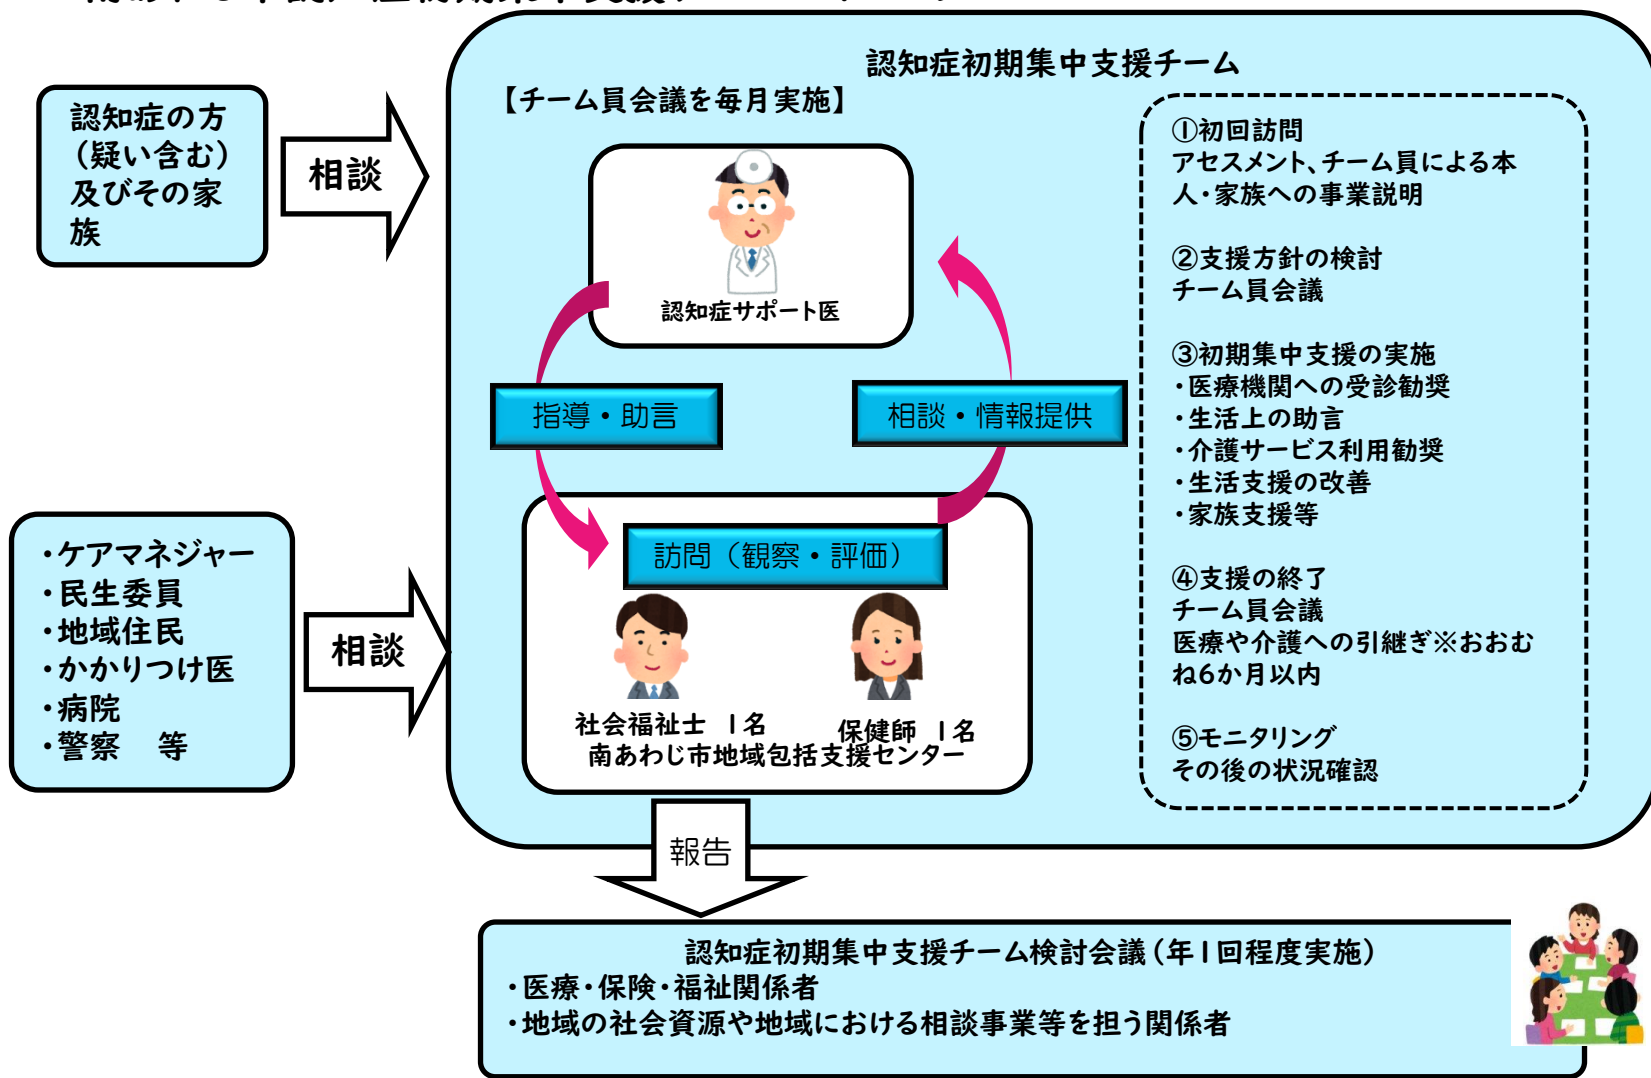 認知症初期集中支援チーム
【チーム員会議を毎月実施】
認知症の方
（疑い含む）
及びその家
族
相談
認知症サポート医
指導・助言
相談・情報提供
訪問（観察・評価）
社会福祉士　1名
保健師　1名
南あわじ市地域包括支援センター
・ケアマネジャー
・民生委員
・地域住民
・かかりつけ医
・病院
・警察　等
相談
①初回訪問
アセスメント、チーム員による本
人・家族への事業説明
②支援方針の検討
チーム員会議
③初期集中支援の実施
・医療機関への受診勧奨
・生活上の助言
・介護サービス利用勧奨
・生活支援の改善
・家族支援等
④支援の終了
チーム員会議
医療や介護への引継ぎ※おおむ
ね6か月以内
⑤モニタリング
その後の状況確認
報告
認知症初期集中支援チーム検討会議（年1回程度実施）
・医療・保険・福祉関係者
・地域の社会資源や地域における相談事業等を担う関係者